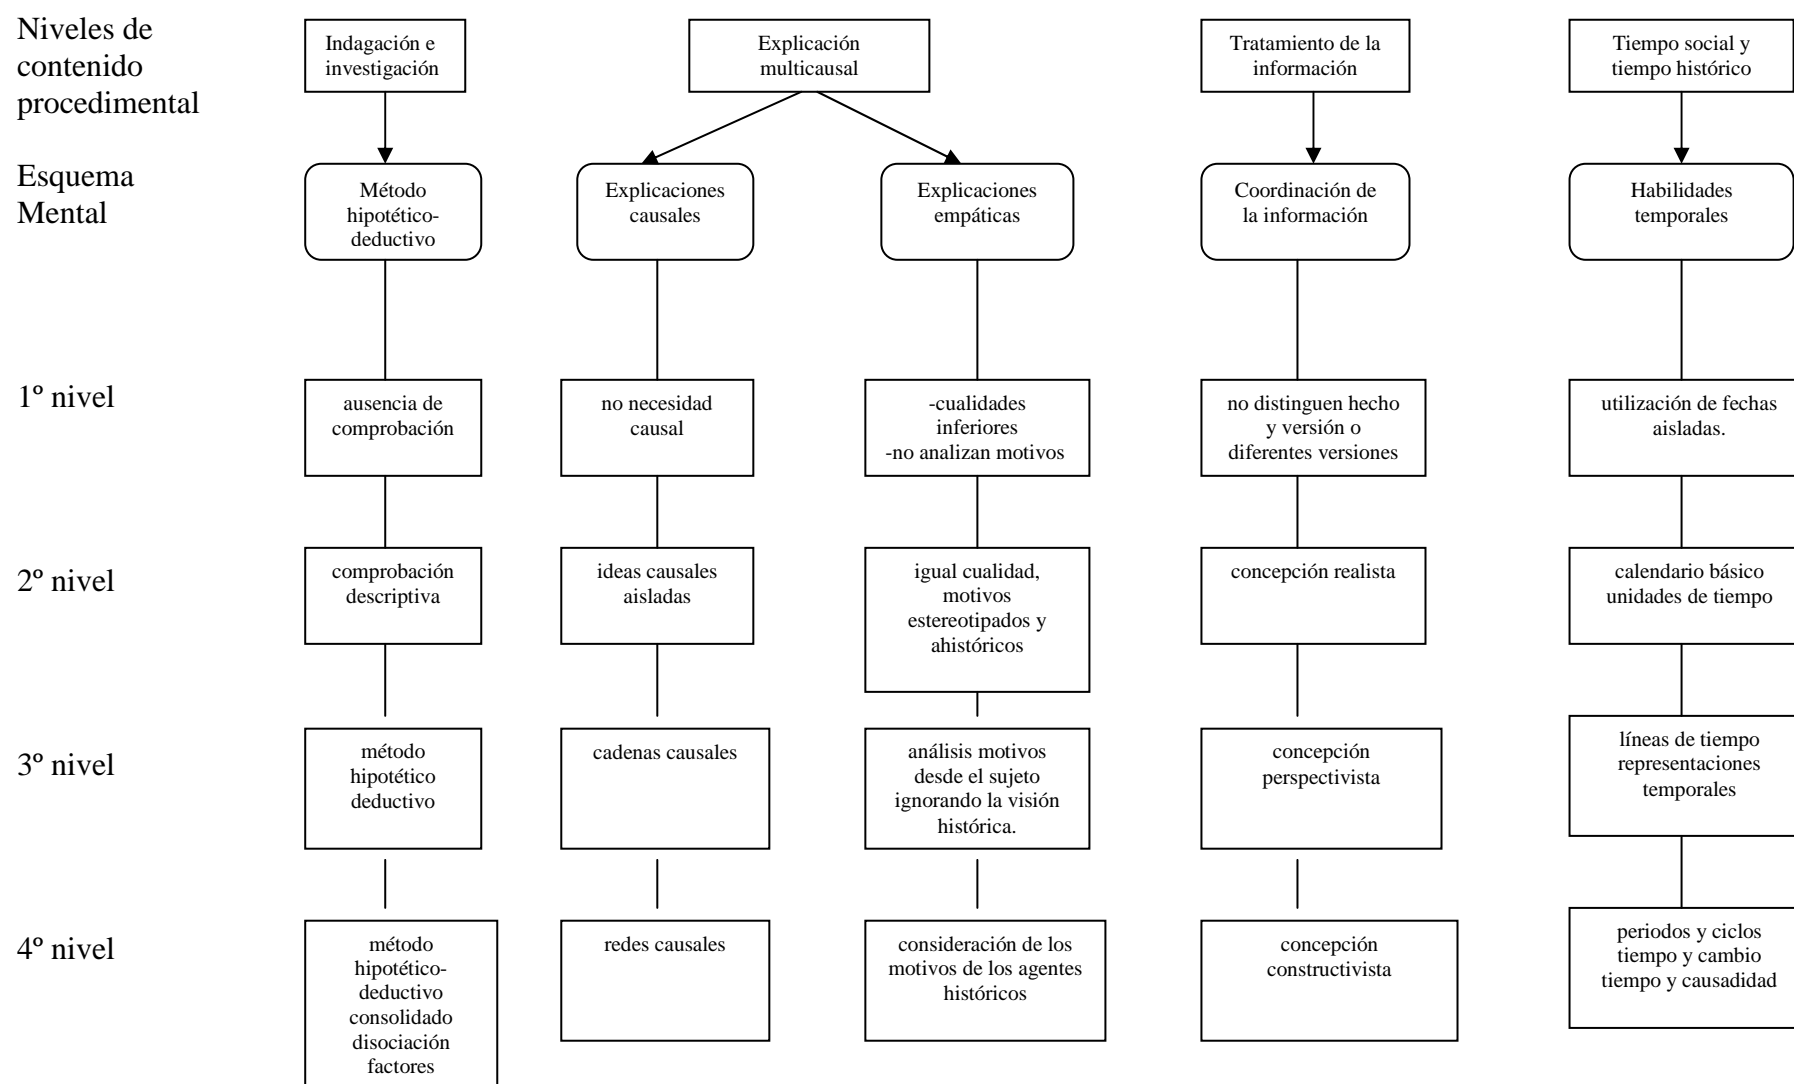 Niveles de
contenido
procedimental
Indagación e
investigación
Explicación
multicausal
Tratamiento de la
información
Tiempo social y
tiempo histórico
Esquema
Mental
Método
hipotético-
deductivo
Explicaciones
causales
Explicaciones
empáticas
Coordinación de
la información
Habilidades
temporales
1º nivel
ausencia de
comprobación
no necesidad
causal
-cualidades
inferiores
-no analizan motivos
no distinguen hecho
y versión o
diferentes versiones
utilización de fechas
aisladas.
2º nivel
comprobación
descriptiva
ideas causales
aisladas
igual cualidad,
motivos
estereotipados y
ahistóricos
concepción realista
calendario básico
unidades de tiempo
3º nivel
método
hipotético
deductivo
cadenas causales
análisis motivos
desde el sujeto
ignorando la visión
histórica.
concepción
perspectivista
líneas de tiempo
representaciones
temporales
4º nivel
método
hipotético-
deductivo
consolidado
disociación
factores
redes causales
consideración de los
motivos de los agentes
históricos
concepción
constructivista
periodos y ciclos
tiempo y cambio
tiempo y causadidad